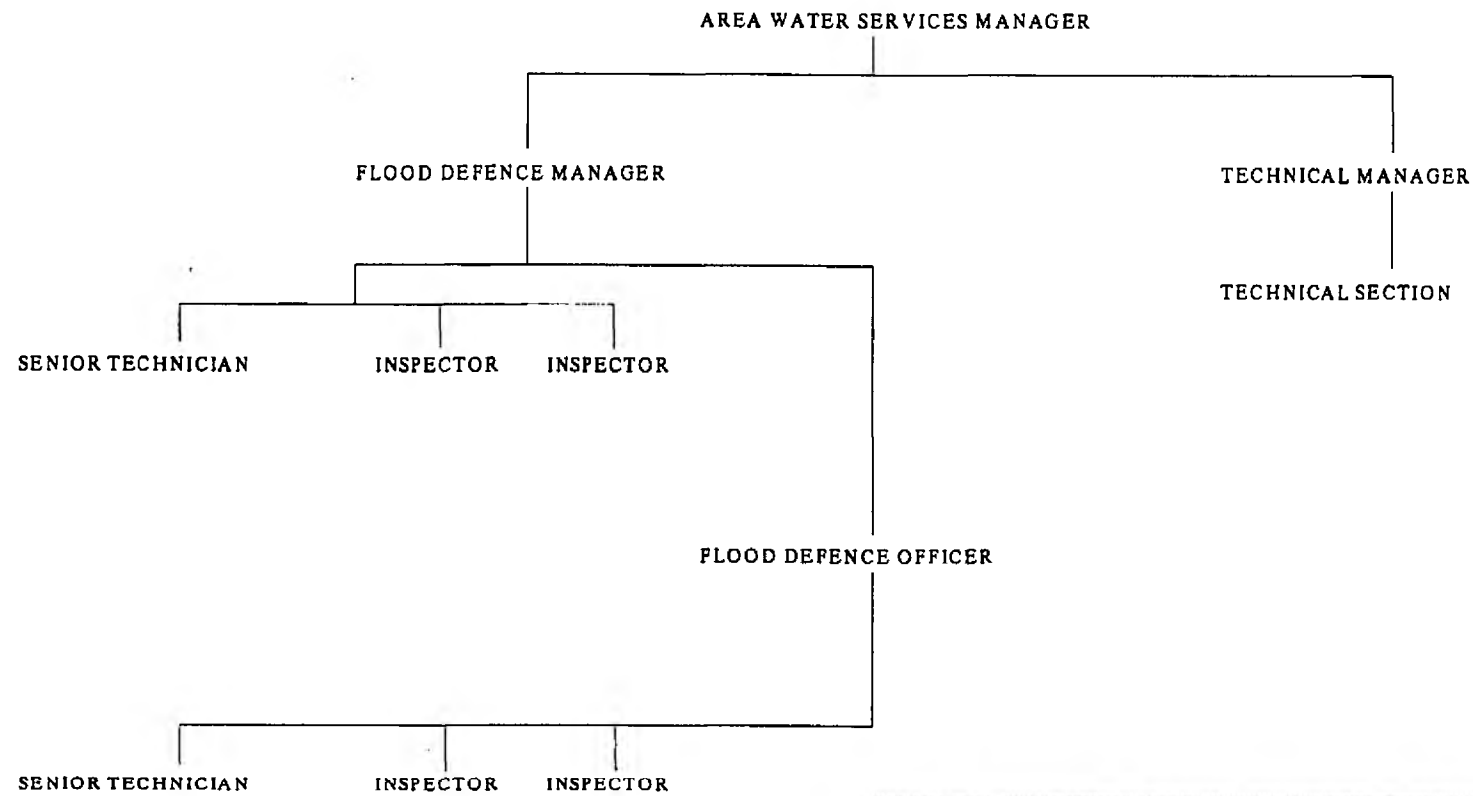 AREA WATER SERVICES MANAGER
FLOOD DEFENCE MANAGER
TECHNICAL MANAGER
TECHNICAL SECTION
SENIOR TECHNICIAN
INSPECTOR
INSPECTOR
FLOOD DEFENCE OFFICER
SENIOR TECHNICIAN
INSPECTOR
INSPECTOR